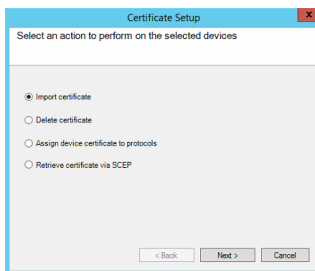 Certificate Setup
x
Select an action to perform on the selected devices
Import certificate
Delete certificate
Assign device certificate to protocols
Retrieve certificate via SCEP
< Back Next > Cancel